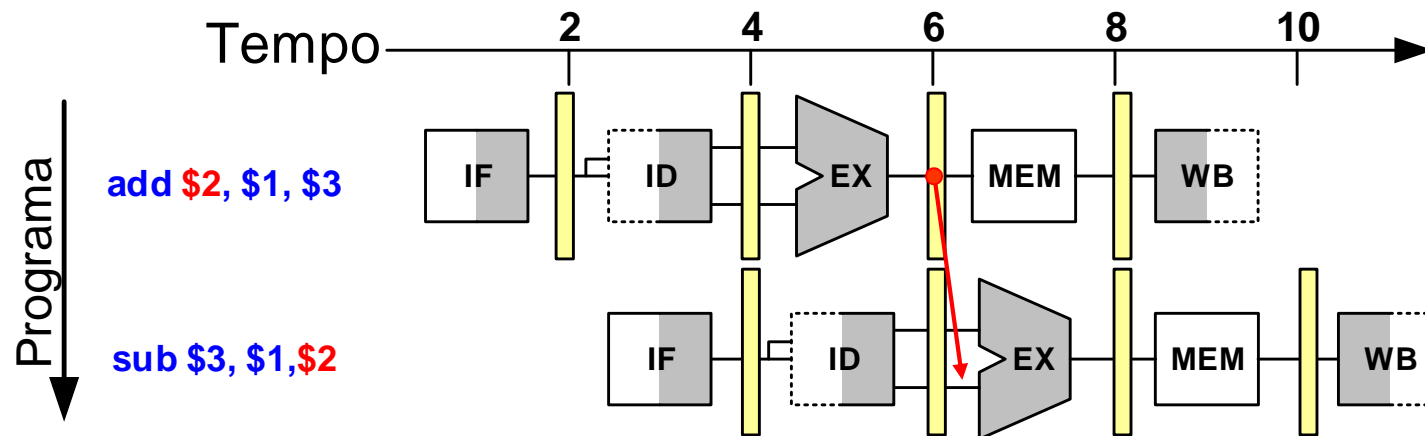 2 4 6 8 10
Tempo
Programa
add $2, $1, $3
IF ID EX MEM WB
sub $3, $1,$2
IF ID EX MEM WB